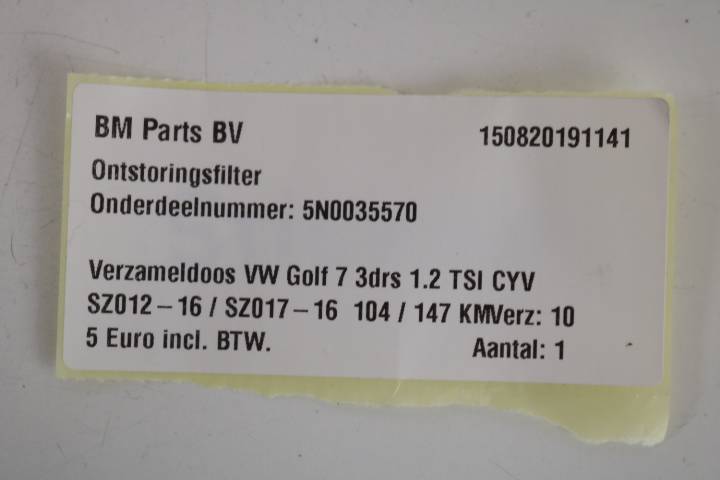 BM Parts BV 150820191141
Ontstoringsfilter
Onderdeelnummer: 5N0035570
Verzameldoos VW Golf 7 3drs 1.2 TSI CYV
SZ012-16 / SZ017-16 104 / 147 KMVerz: 10
5 Euro incl. BTW. Aantal: 1